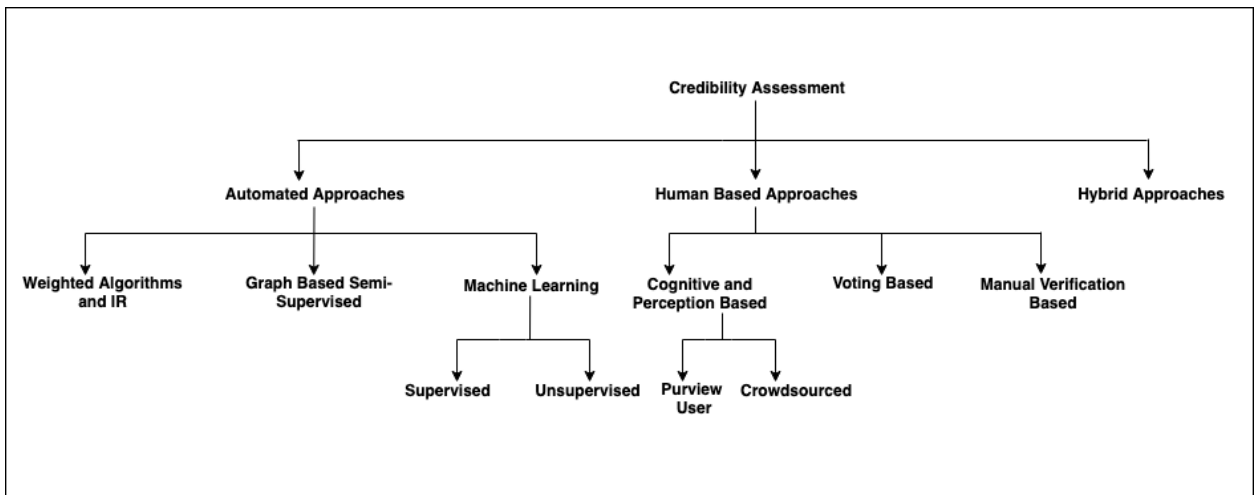 Credibility Assessment
Automated Approaches
Human Based Approaches
Hybrid Approaches
Weighted Algorithms
and IR
Graph Based Semi-
Supervised
Machine Learning
Cognitive and
Perception Based
Voting Based
Manual Verification
Based
Supervised
Unsupervised
Purview
User
Crowdsourced